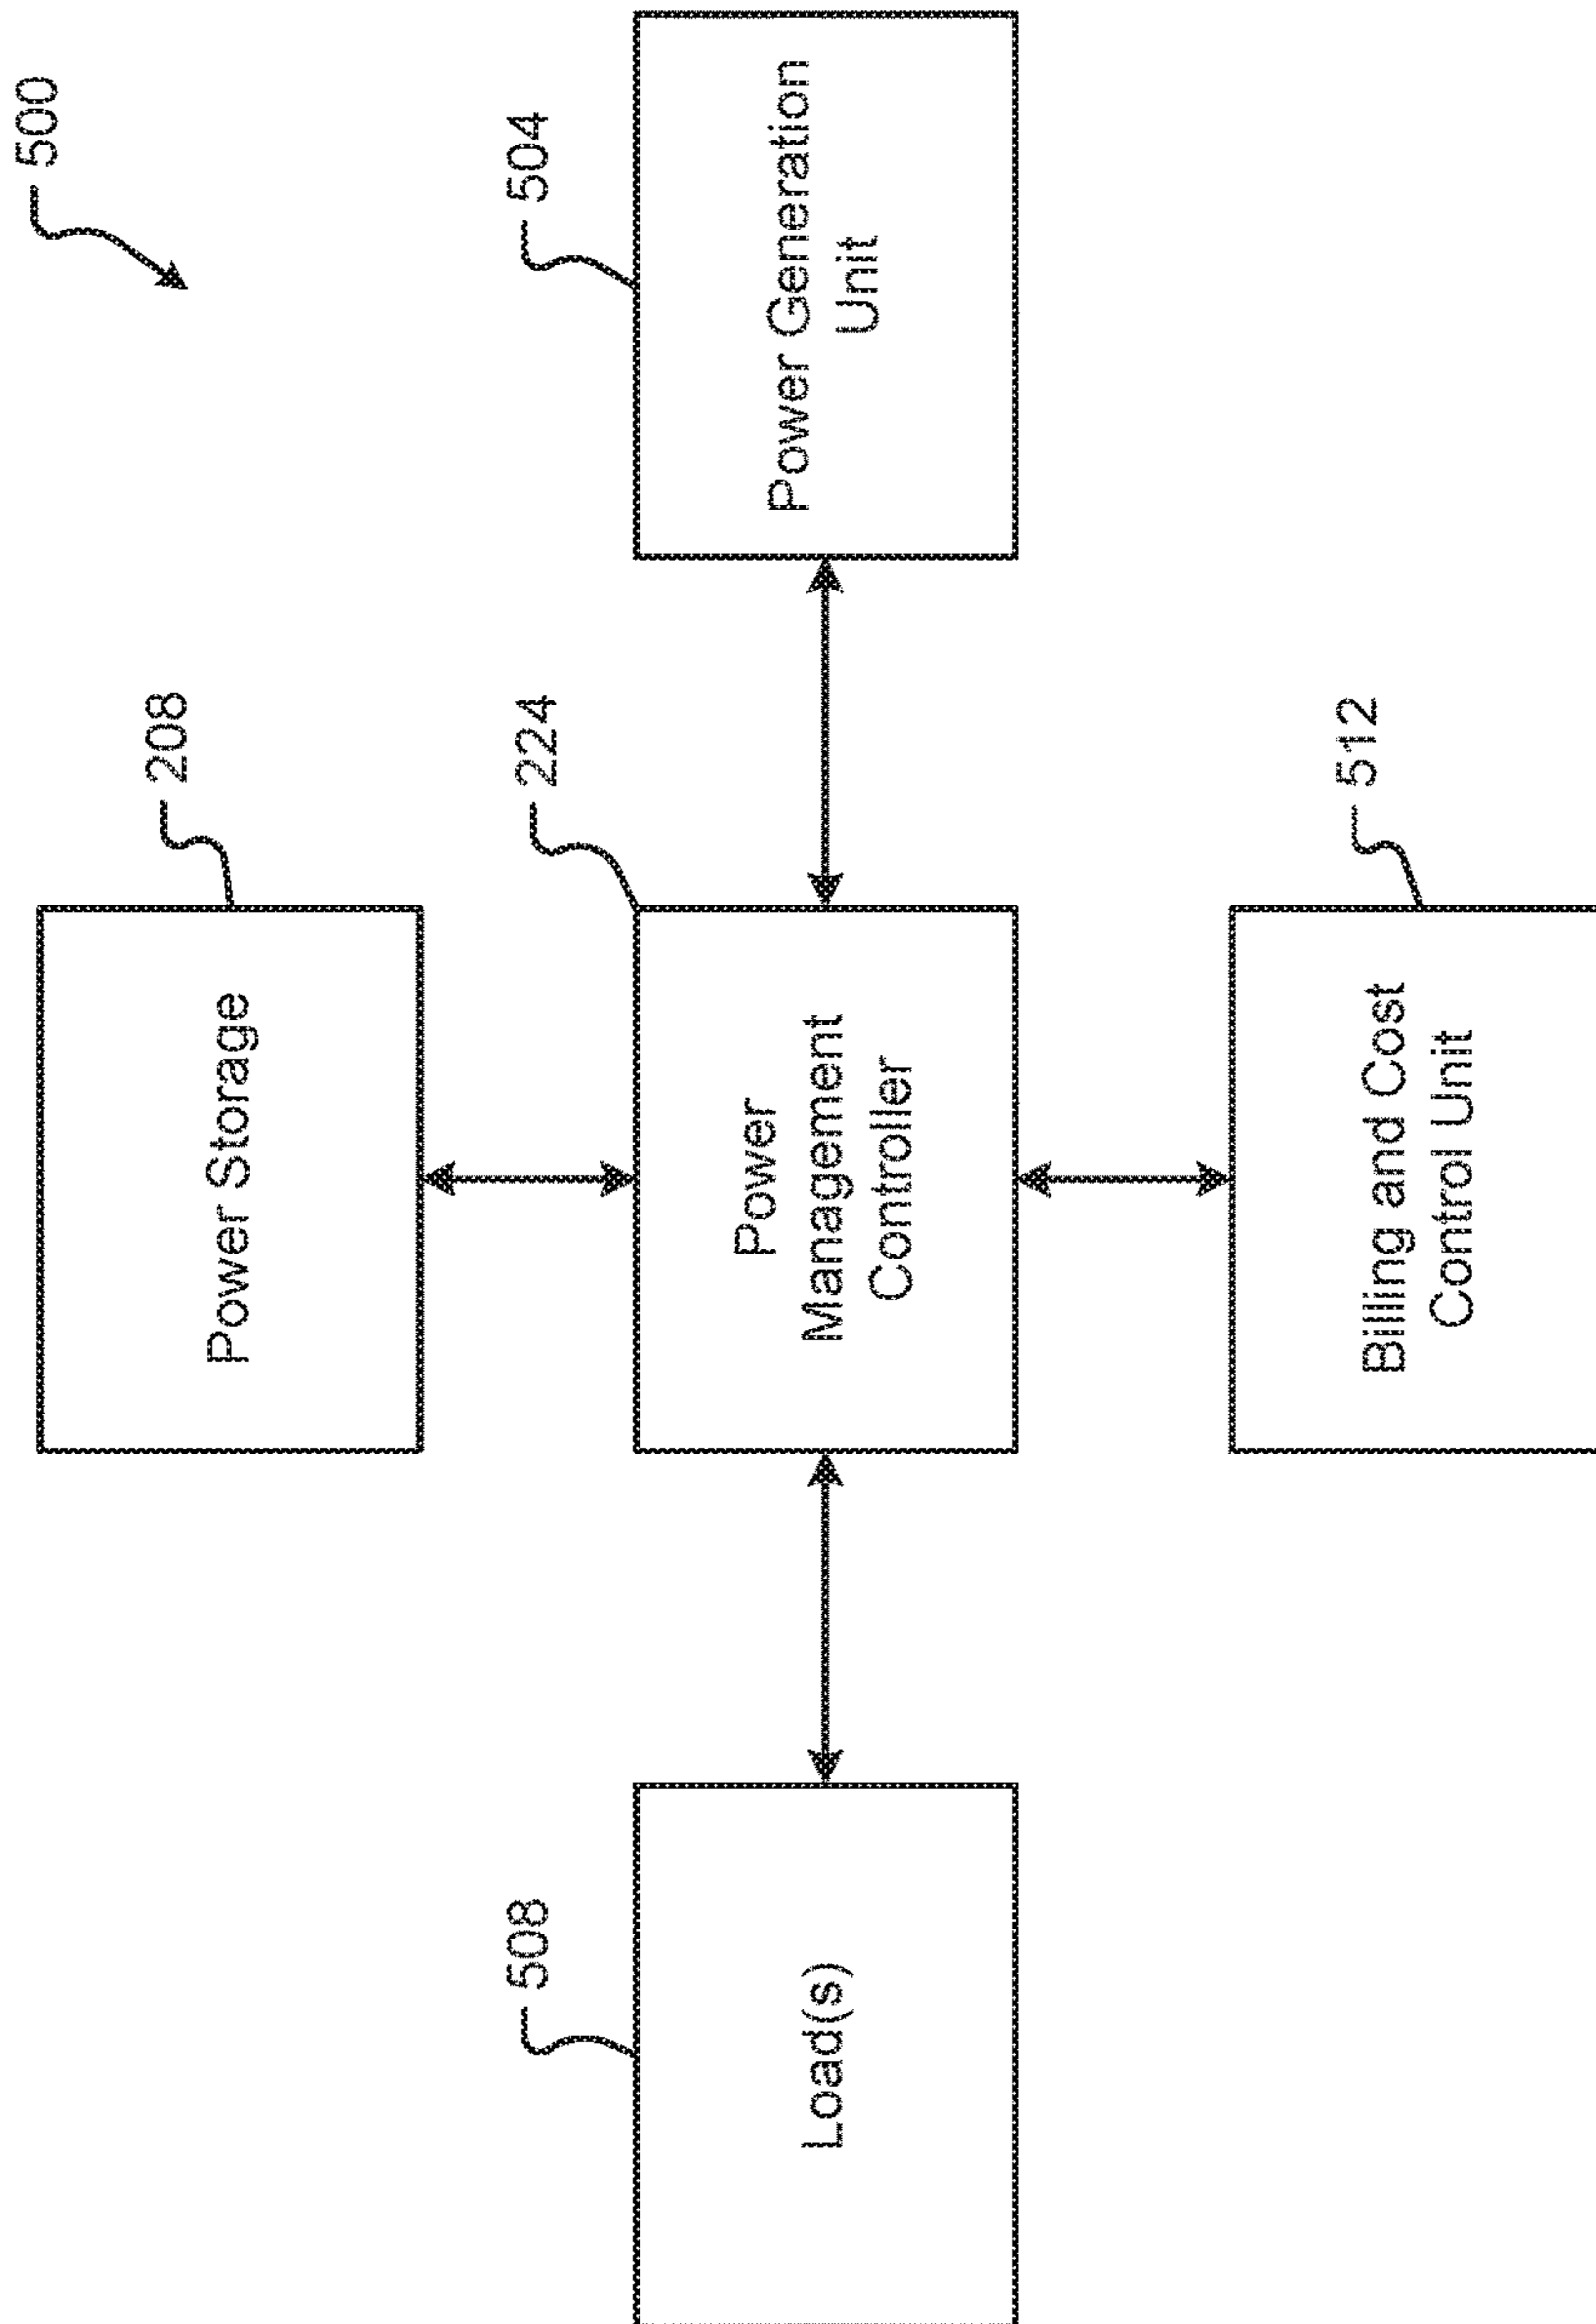 500
208
Power Storage
508
224
504
Load(s)
Power
Management
Controller
Power Generation
Unit
512
Billing and Cost
Control Unit